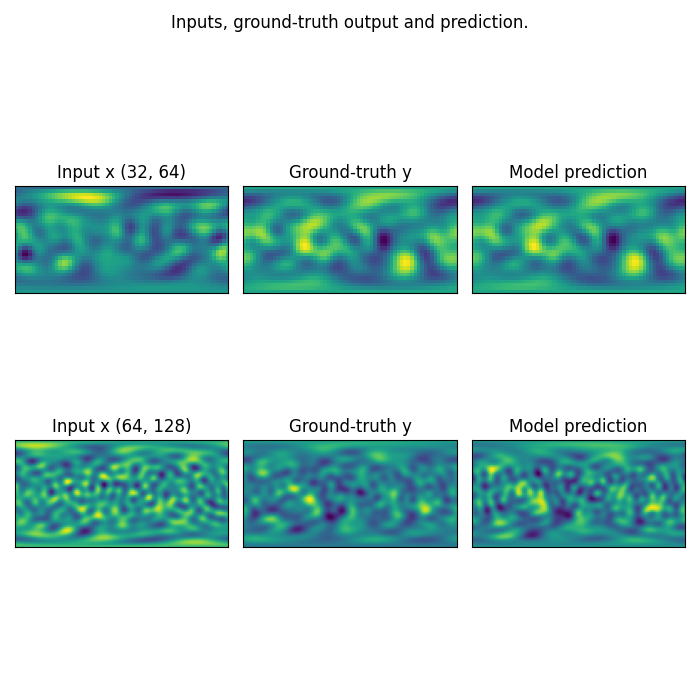 Inputs, ground-truth output and prediction.
Input x (32, 64)
Ground-truth y
Model prediction
Input x (64, 128)
Ground-truth y
Model prediction